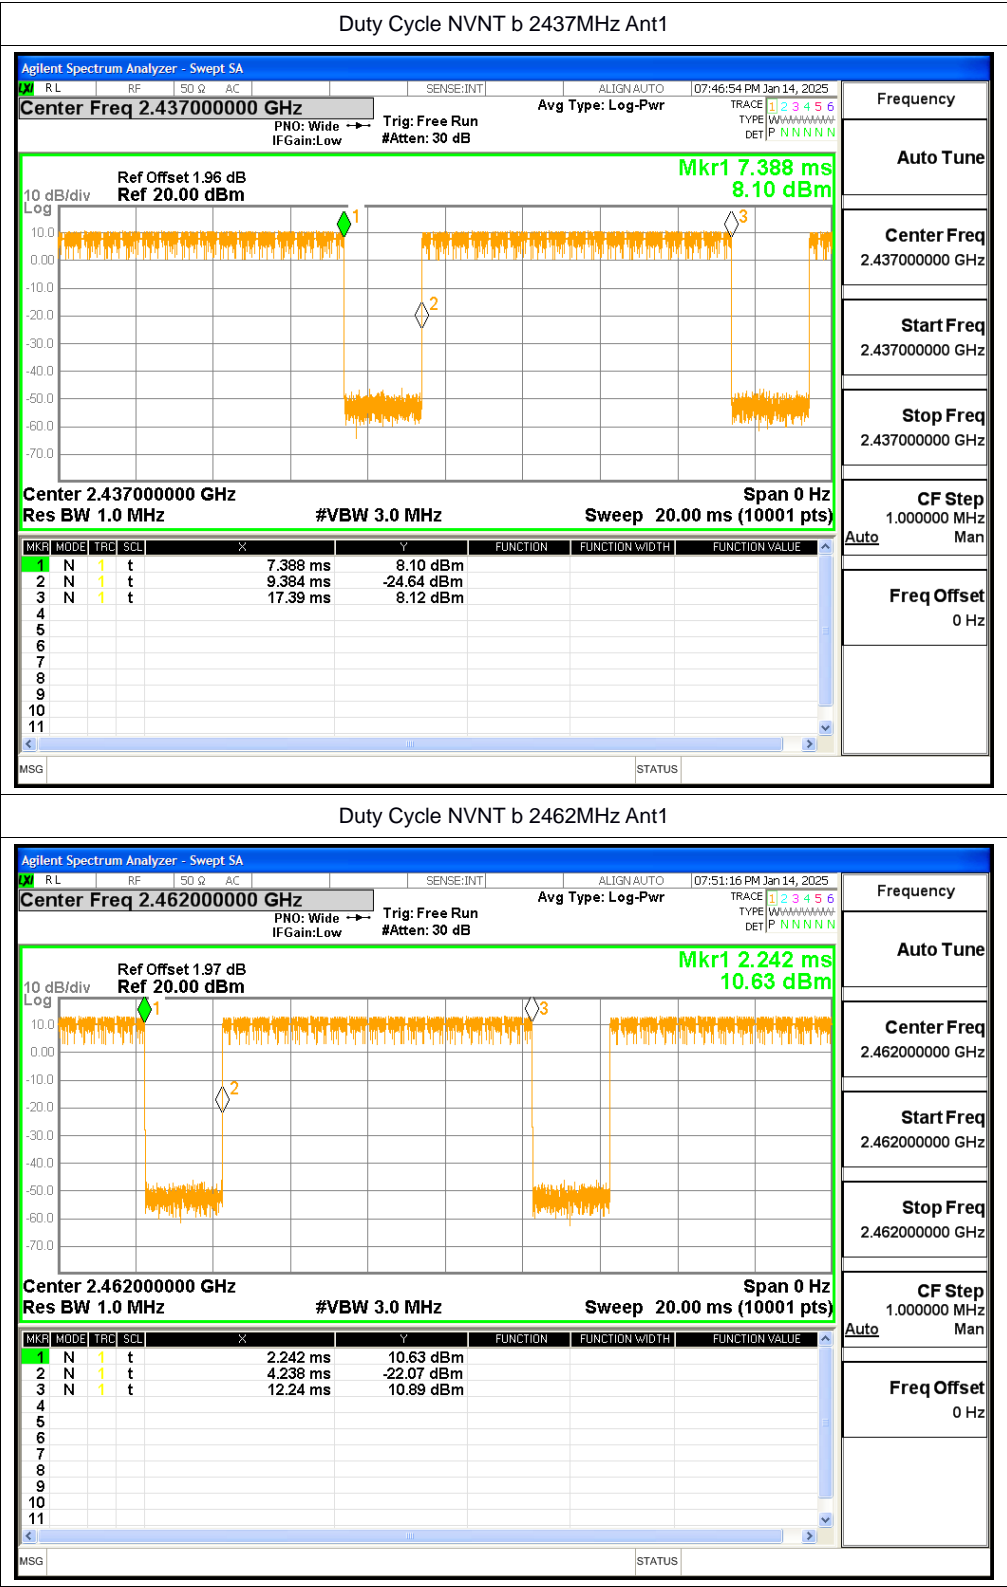 Duty Cycle NVNT b 2437MHz Ant1
Agilent Spectrum Analyzer - Swept SA
LXI RL RF 50 Ω AC SENSE:INT ALIGN AUTO 07:46:54 PM Jan 14, 2025
Center Freq 2.437000000 GHz
Avg Type: Log-Pwr
TRACE 1 2 3 4 5 6
TYPE
DET P N N N N N
PNO: Wide
IFGain:Low
Trig: Free Run
#Atten: 30 dB
Mkr1 7.388 ms
8.10 dBm
Ref Offset 1.96 dB
10 dB/div Ref 20.00 dBm
Log
10.0
0.00
-10.0
-20.0
-30.0
-40.0
-50.0
-60.0
-70.0
1
2
3
Center 2.437000000 GHz Span 0 Hz
Res BW 1.0 MHz #VBW 3.0 MHz Sweep 20.00 ms (10001 pts)
MKR MODE TRC SCL X Y FUNCTION FUNCTION WIDTH FUNCTION VALUE
1 N 1 t 7.388 ms 8.10 dBm
2 N 1 t 9.384 ms -24.64 dBm
3 N 1 t 17.39 ms 8.12 dBm
4
5
6
7
8
9
10
11
MSG STATUS
Frequency
Auto Tune
Center Freq
2.437000000 GHz
Start Freq
2.437000000 GHz
Stop Freq
2.437000000 GHz
CF Step
1.000000 MHz
Auto Man
Freq Offset
0 Hz
Duty Cycle NVNT b 2462MHz Ant1
Agilent Spectrum Analyzer - Swept SA
LXI RL RF 50 Ω AC SENSE:INT ALIGN AUTO 07:51:16 PM Jan 14, 2025
Center Freq 2.462000000 GHz
Avg Type: Log-Pwr
TRACE 1 2 3 4 5 6
TYPE
DET P N N N N N
PNO: Wide
IFGain:Low
Trig: Free Run
#Atten: 30 dB
Mkr1 2.242 ms
10.63 dBm
Ref Offset 1.97 dB
10 dB/div Ref 20.00 dBm
Log
10.0
0.00
-10.0
-20.0
-30.0
-40.0
-50.0
-60.0
-70.0
1
2
3
Center 2.462000000 GHz Span 0 Hz
Res BW 1.0 MHz #VBW 3.0 MHz Sweep 20.00 ms (10001 pts)
MKR MODE TRC SCL X Y FUNCTION FUNCTION WIDTH FUNCTION VALUE
1 N 1 t 2.242 ms 10.63 dBm
2 N 1 t 4.238 ms -22.07 dBm
3 N 1 t 12.24 ms 10.89 dBm
4
5
6
7
8
9
10
11
MSG STATUS
Frequency
Auto Tune
Center Freq
2.462000000 GHz
Start Freq
2.462000000 GHz
Stop Freq
2.462000000 GHz
CF Step
1.000000 MHz
Auto Man
Freq Offset
0 Hz